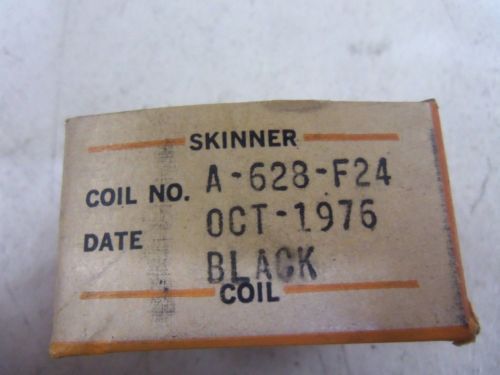 SKINNER
COIL NO. A-628-F24
DATE OCT-1976
BLACK
COIL